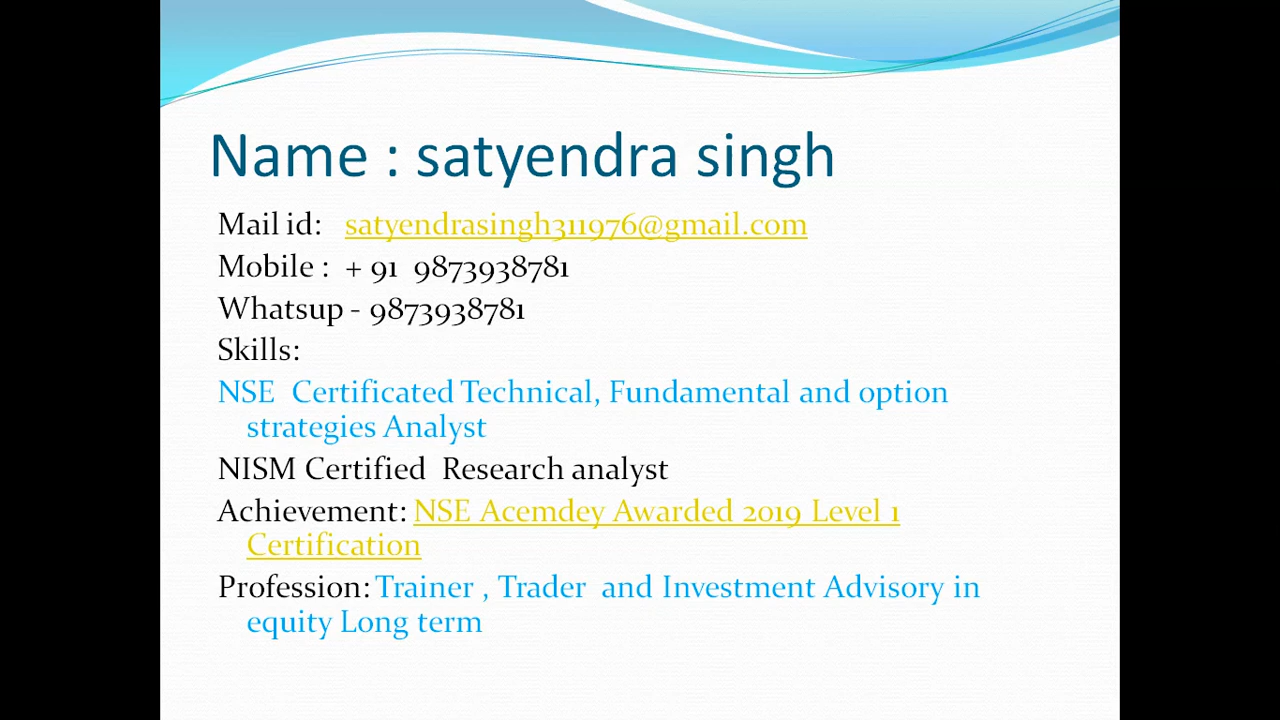 Name : satyendra singh
Mail id: satyendrasingh311976@gmail.com
Mobile : + 91 9873938781
Whatsup - 9873938781
Skills:
NSE Certificated Technical, Fundamental and option
strategies Analyst
NISM Certified Research analyst
Achievement: NSE Acemdey Awarded 2019 Level 1
Certification
Profession: Trainer , Trader and Investment Advisory in
equity Long term